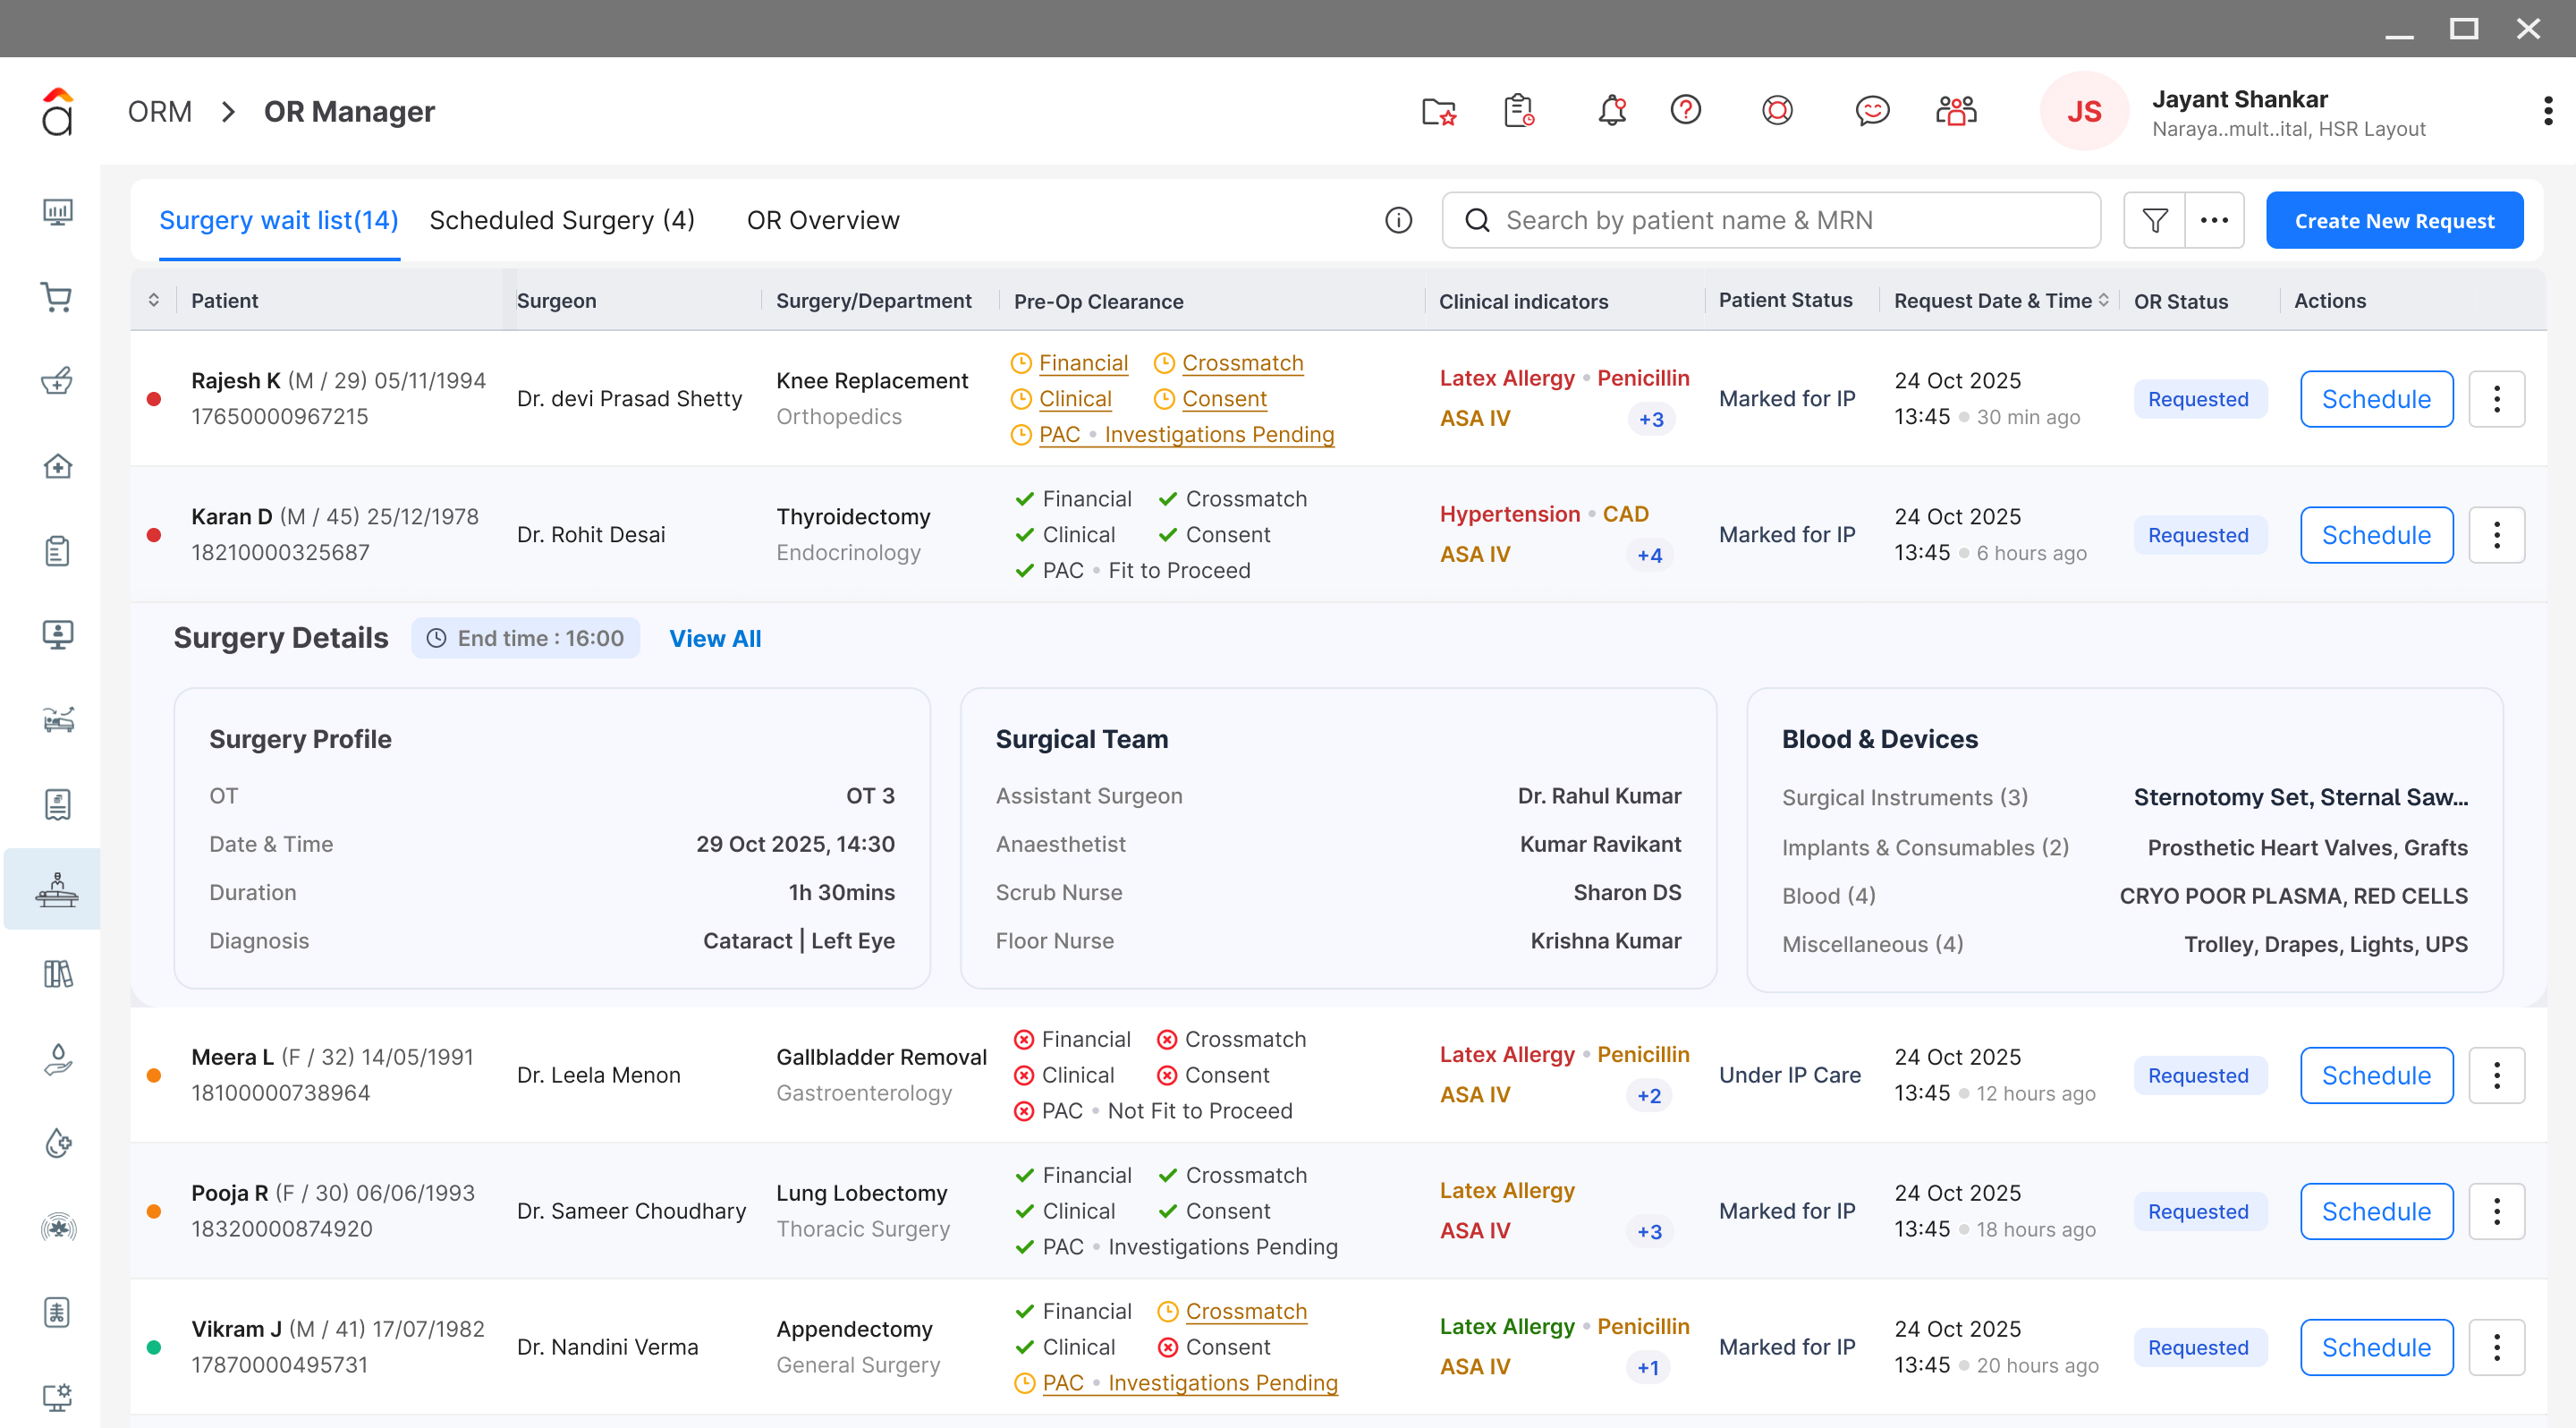 ORM > OR Manager
JS
Jayant Shankar
Naraya..mult..ital, HSR Layout
Surgery wait list(14)
Scheduled Surgery (4)
OR Overview
Search by patient name & MRN
Create New Request
Patient
Surgeon
Surgery/Department
Pre-Op Clearance
Clinical indicators
Patient Status
Request Date & Time
OR Status
Actions
Rajesh K (M / 29) 05/11/1994
17650000967215
Dr. devi Prasad Shetty
Knee Replacement
Orthopedics
Financial Crossmatch
Clinical Consent
PAC • Investigations Pending
Latex Allergy • Penicillin
ASA IV +3
Marked for IP
24 Oct 2025
13:45 • 30 min ago
Requested
Schedule
Karan D (M / 45) 25/12/1978
18210000325687
Dr. Rohit Desai
Thyroidectomy
Endocrinology
Financial Crossmatch
Clinical Consent
PAC • Fit to Proceed
Hypertension • CAD
ASA IV +4
Marked for IP
24 Oct 2025
13:45 • 6 hours ago
Requested
Schedule
Surgery Details
End time : 16:00
View All
Surgery Profile
OT OT 3
Date & Time 29 Oct 2025, 14:30
Duration 1h 30mins
Diagnosis Cataract | Left Eye
Surgical Team
Assistant Surgeon Dr. Rahul Kumar
Anaesthetist Kumar Ravikant
Scrub Nurse Sharon DS
Floor Nurse Krishna Kumar
Blood & Devices
Surgical Instruments (3) Sternotomy Set, Sternal Saw...
Implants & Consumables (2) Prosthetic Heart Valves, Grafts
Blood (4) CRYO POOR PLASMA, RED CELLS
Miscellaneous (4) Trolley, Drapes, Lights, UPS
Meera L (F / 32) 14/05/1991
18100000738964
Dr. Leela Menon
Gallbladder Removal
Gastroenterology
Financial Crossmatch
Clinical Consent
PAC • Not Fit to Proceed
Latex Allergy • Penicillin
ASA IV +2
Under IP Care
24 Oct 2025
13:45 • 12 hours ago
Requested
Schedule
Pooja R (F / 30) 06/06/1993
18320000874920
Dr. Sameer Choudhary
Lung Lobectomy
Thoracic Surgery
Financial Crossmatch
Clinical Consent
PAC • Investigations Pending
Latex Allergy
ASA IV +3
Marked for IP
24 Oct 2025
13:45 • 18 hours ago
Requested
Schedule
Vikram J (M / 41) 17/07/1982
17870000495731
Dr. Nandini Verma
Appendectomy
General Surgery
Financial Crossmatch
Clinical Consent
PAC • Investigations Pending
Latex Allergy • Penicillin
ASA IV +1
Marked for IP
24 Oct 2025
13:45 • 20 hours ago
Requested
Schedule